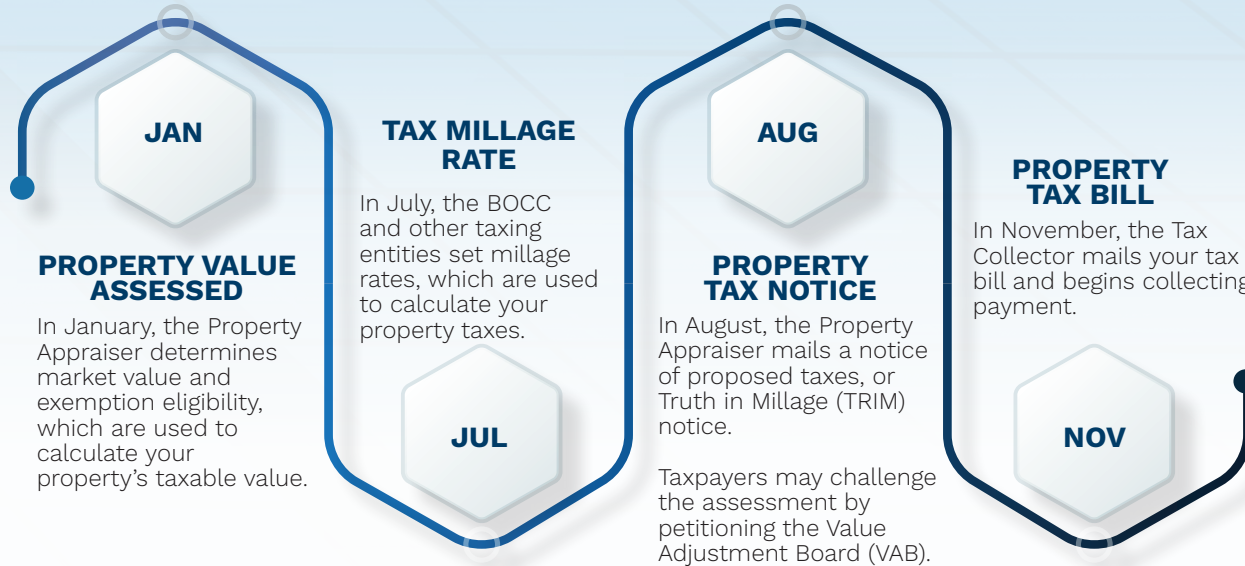 JAN
PROPERTY VALUE
ASSESSED
In January, the Property
Appraiser determines
market value and
exemption eligibility,
which are used to
calculate your
property’s taxable value.
TAX MILLAGE
RATE
In July, the BOCC
and other taxing
entities set millage
rates, which are used
to calculate your
property taxes.
JUL
AUG
PROPERTY
TAX NOTICE
In August, the Property
Appraiser mails a notice
of proposed taxes, or
Truth in Millage (TRIM)
notice.
Taxpayers may challenge
the assessment by
petitioning the Value
Adjustment Board (VAB).
PROPERTY
TAX BILL
In November, the Tax
Collector mails your tax
bill and begins collecting
payment.
NOV